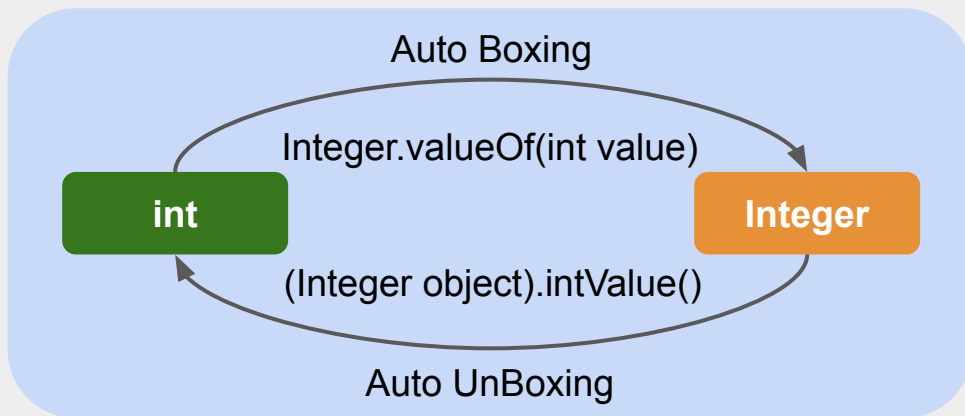 Auto Boxing
Integer.valueOf(int value)
int
Integer
(Integer object).intValue()
Auto UnBoxing